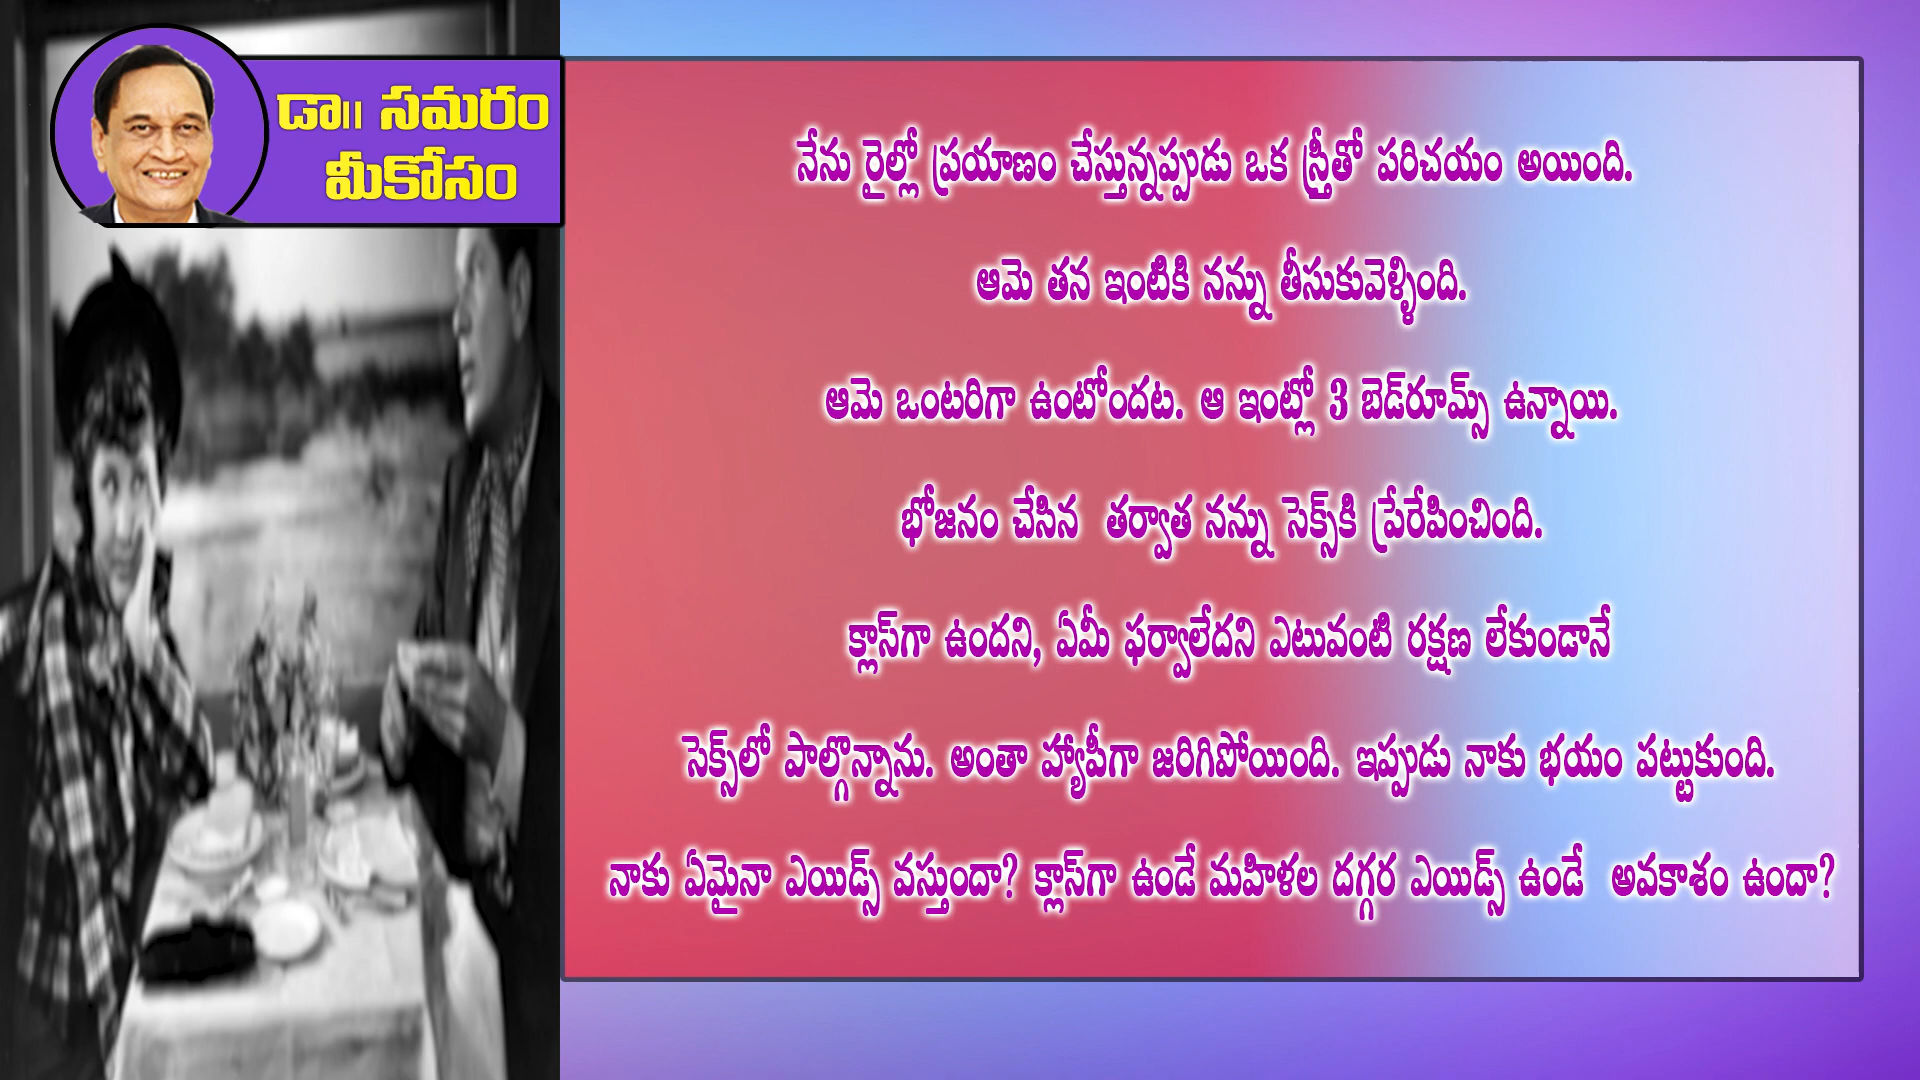 డా॥ సమరం
మీకోసం
నేను రైల్లో ప్రయాణం చేస్తున్నప్పుడు ఒక స్త్రీతో పరిచయం అయింది.
ఆమె తన ఇంటికి నన్ను తీసుకువెళ్ళింది.
ఆమె ఒంటరిగా ఉంటోందట. ఆ ఇంట్లో 3 బెడ్‌రూమ్స్ ఉన్నాయి.
భోజనం చేసిన తర్వాత నన్ను సెక్స్‌కి ప్రేరేపించింది.
క్లాస్‌గా ఉందని, ఏమీ ఫర్వాలేదని ఎటువంటి రక్షణ లేకుండానే
సెక్స్‌లో పాల్గొన్నాను. అంతా హ్యాపీగా జరిగిపోయింది. ఇప్పుడు నాకు భయం పట్టుకుంది.
నాకు ఏమైనా ఎయిడ్స్ వస్తుందా? క్లాస్‌గా ఉండే మహిళల దగ్గర ఎయిడ్స్ ఉండే అవకాశం ఉందా?